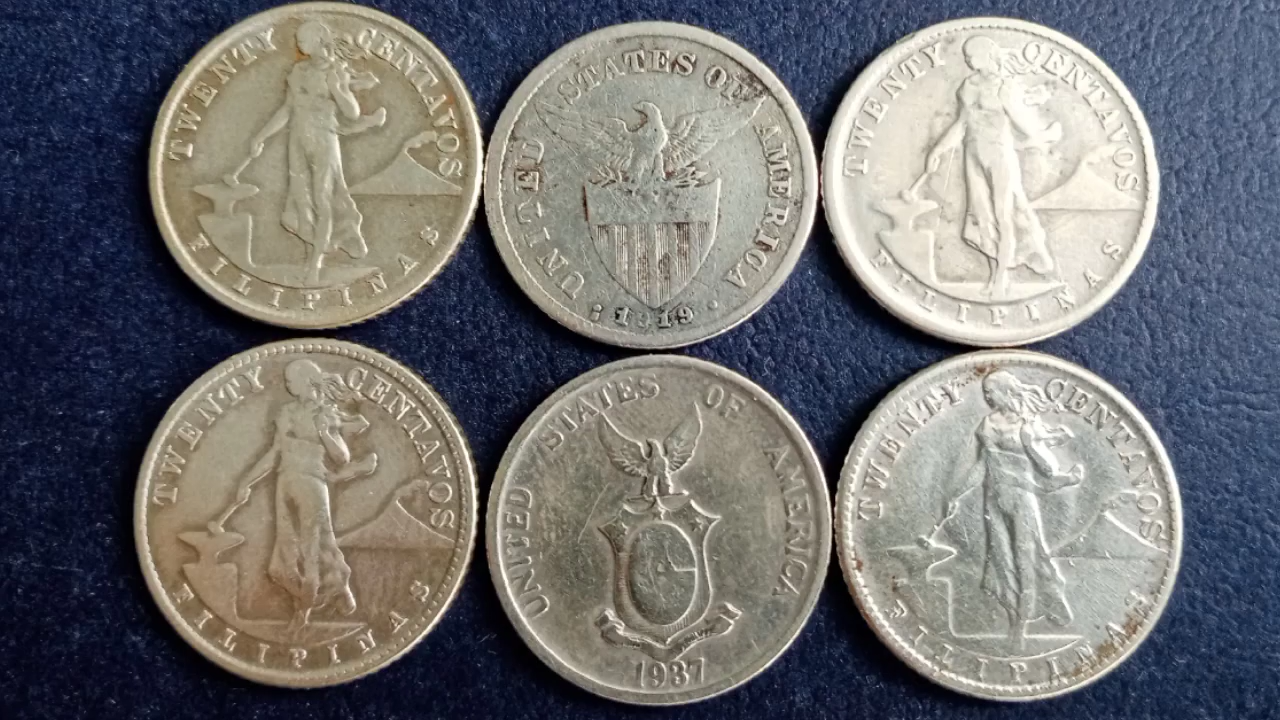 TWENTY CENTAVOS
FILIPINAS
UNITED STATES OF AMERICA
1919
TWENTY CENTAVOS
FILIPINAS
TWENTY CENTAVOS
FILIPINAS
UNITED STATES OF AMERICA
1937
TWENTY CENTAVOS
FILIPINAS